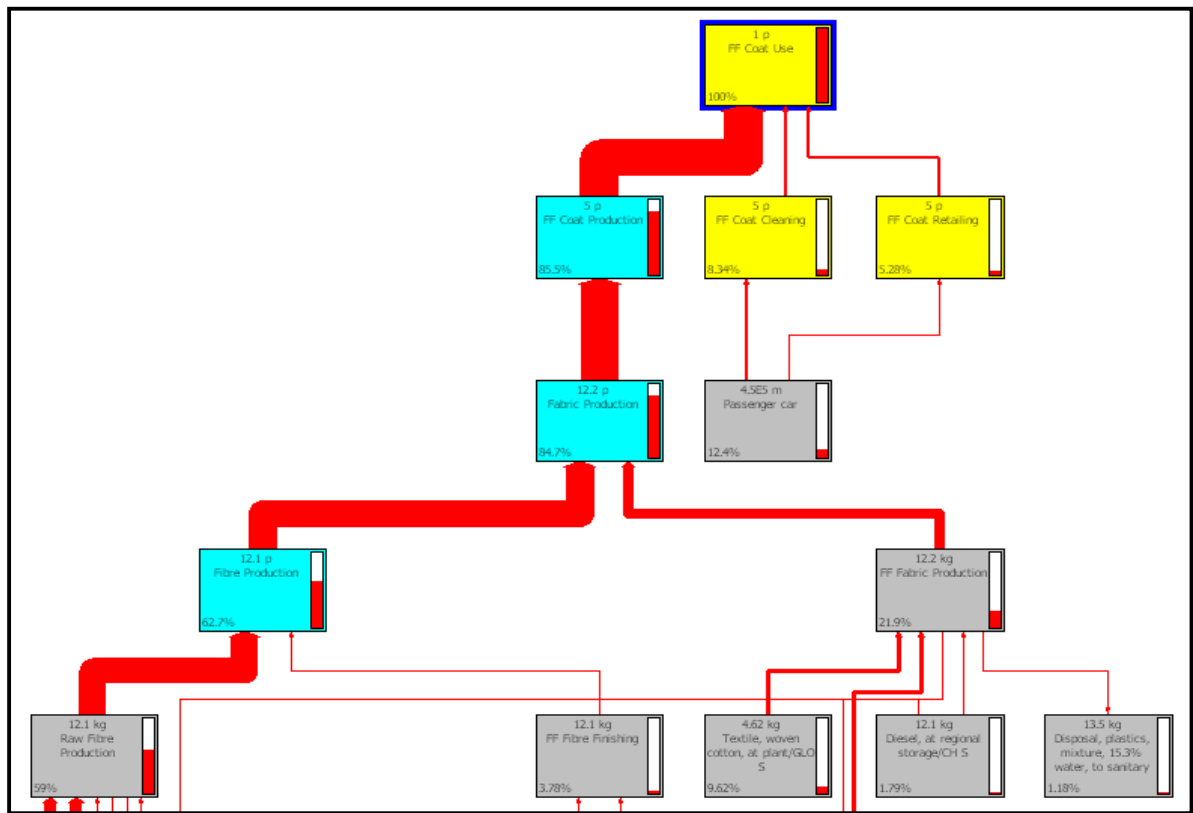 1 p
FF Coat Use
100%
5 p
FF Coat Production
85.5%
5 p
FF Coat Cleaning
8.34%
5 p
FF Coat Retailing
5.28%
12.2 p
Fabric Production
84.7%
4.5E5 m
Passenger car
12.4%
12.1 p
Fibre Production
62.7%
12.2 kg
FF Fabric Production
21.9%
12.1 kg
Raw Fibre
Production
59%
12.1 kg
FF Fibre Finishing
3.78%
4.62 kg
Textile, woven
cotton, at plant/GLO
S
9.62%
12.1 kg
Diesel, at regional
storage/CH S
1.79%
13.5 kg
Disposal, plastics,
mixture, 15.3%
water, to sanitary
1.18%